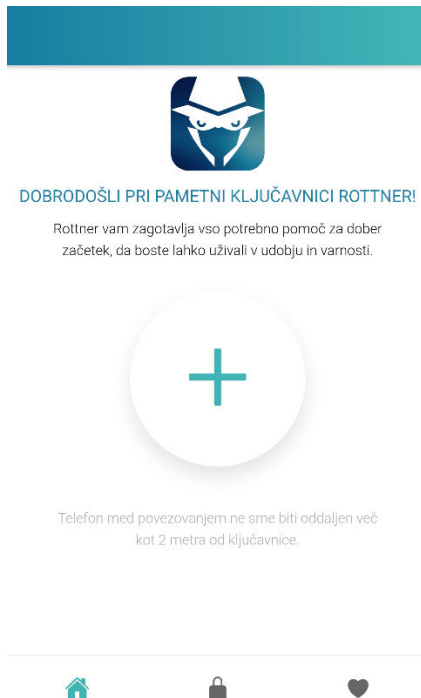 DOBRODOŠLI PRI PAMETNI KLJUČAVNICI ROTTNER!
Rottner vam zagotavlja vso potrebno pomoč za dober
začetek, da boste lahko uživali v udobju in varnosti.
Telefon med povezovanjem ne sme biti oddaljen več
kot 2 metra od ključavnice.